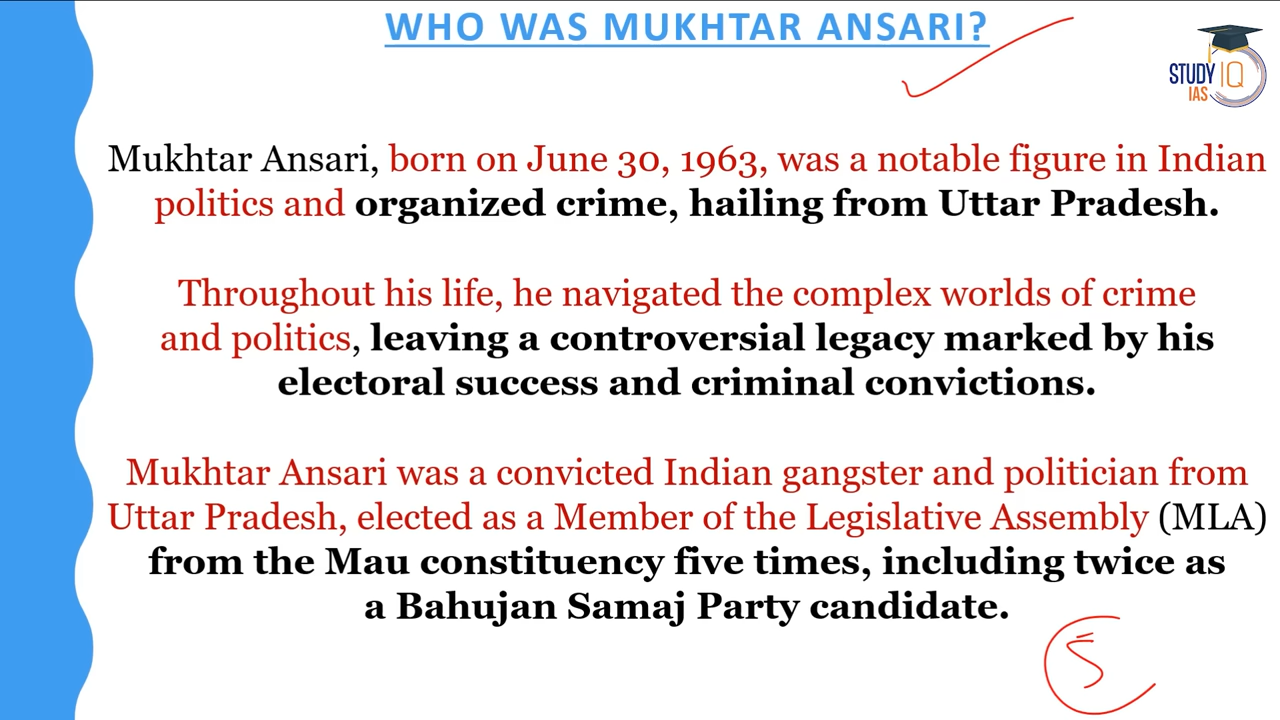 WHO WAS MUKHTAR ANSARI?
STUDY IQ
IAS
Mukhtar Ansari, born on June 30, 1963, was a notable figure in Indian
politics and organized crime, hailing from Uttar Pradesh.
Throughout his life, he navigated the complex worlds of crime
and politics, leaving a controversial legacy marked by his
electoral success and criminal convictions.
Mukhtar Ansari was a convicted Indian gangster and politician from
Uttar Pradesh, elected as a Member of the Legislative Assembly (MLA)
from the Mau constituency five times, including twice as
a Bahujan Samaj Party candidate.
5